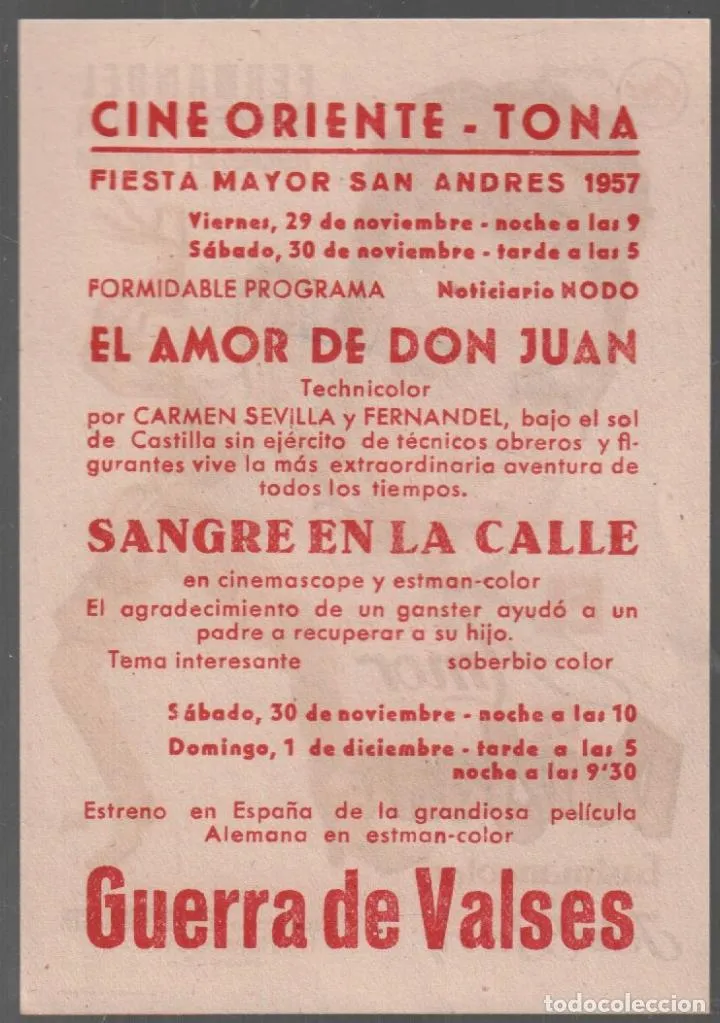 CINE ORIENTE - TONA
FIESTA MAYOR SAN ANDRES 1957
Viernes, 29 de noviembre - noche a las 9
Sábado, 30 de noviembre - tarde a las 5
FORMIDABLE PROGRAMA Noticiario NODO
EL AMOR DE DON JUAN
Technicolor
por CARMEN SEVILLA y FERNANDEL, bajo el sol
de Castilla sin ejército de técnicos obreros y fi-
gurantes vive la más extraordinaria aventura de
todos los tiempos.
SANGRE EN LA CALLE
en cinemascope y estman-color
El agradecimiento de un ganster ayudó a un
padre a recuperar a su hijo.
Tema interesante soberbio color
Sábado, 30 de noviembre - noche a las 10
Domingo, 1 de diciembre - tarde a las 5
noche a las 9'30
Estreno en España de la grandiosa película
Alemana en estman-color
Guerra de Valses
todocoleccion